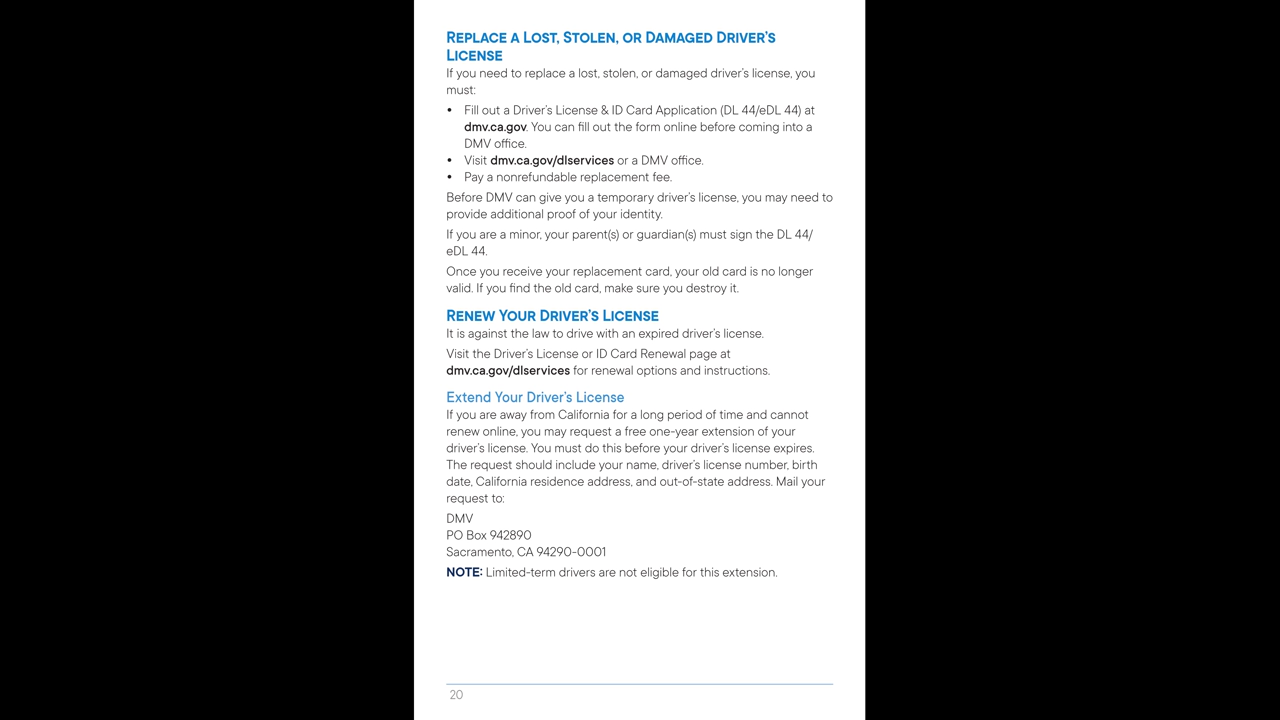 REPLACE A LOST, STOLEN, OR DAMAGED DRIVER'S
LICENSE
If you need to replace a lost, stolen, or damaged driver's license, you
must:
• Fill out a Driver's License & ID Card Application (DL 44/eDL 44) at
dmv.ca.gov. You can fill out the form online before coming into a
DMV office.
• Visit dmv.ca.gov/dlservices or a DMV office.
• Pay a nonrefundable replacement fee.
Before DMV can give you a temporary driver's license, you may need to
provide additional proof of your identity.
If you are a minor, your parent(s) or guardian(s) must sign the DL 44/
eDL 44.
Once you receive your replacement card, your old card is no longer
valid. If you find the old card, make sure you destroy it.
RENEW YOUR DRIVER'S LICENSE
It is against the law to drive with an expired driver's license.
Visit the Driver's License or ID Card Renewal page at
dmv.ca.gov/dlservices for renewal options and instructions.
Extend Your Driver's License
If you are away from California for a long period of time and cannot
renew online, you may request a free one-year extension of your
driver's license. You must do this before your driver's license expires.
The request should include your name, driver's license number, birth
date, California residence address, and out-of-state address. Mail your
request to:
DMV
PO Box 942890
Sacramento, CA 94290-0001
NOTE: Limited-term drivers are not eligible for this extension.
20